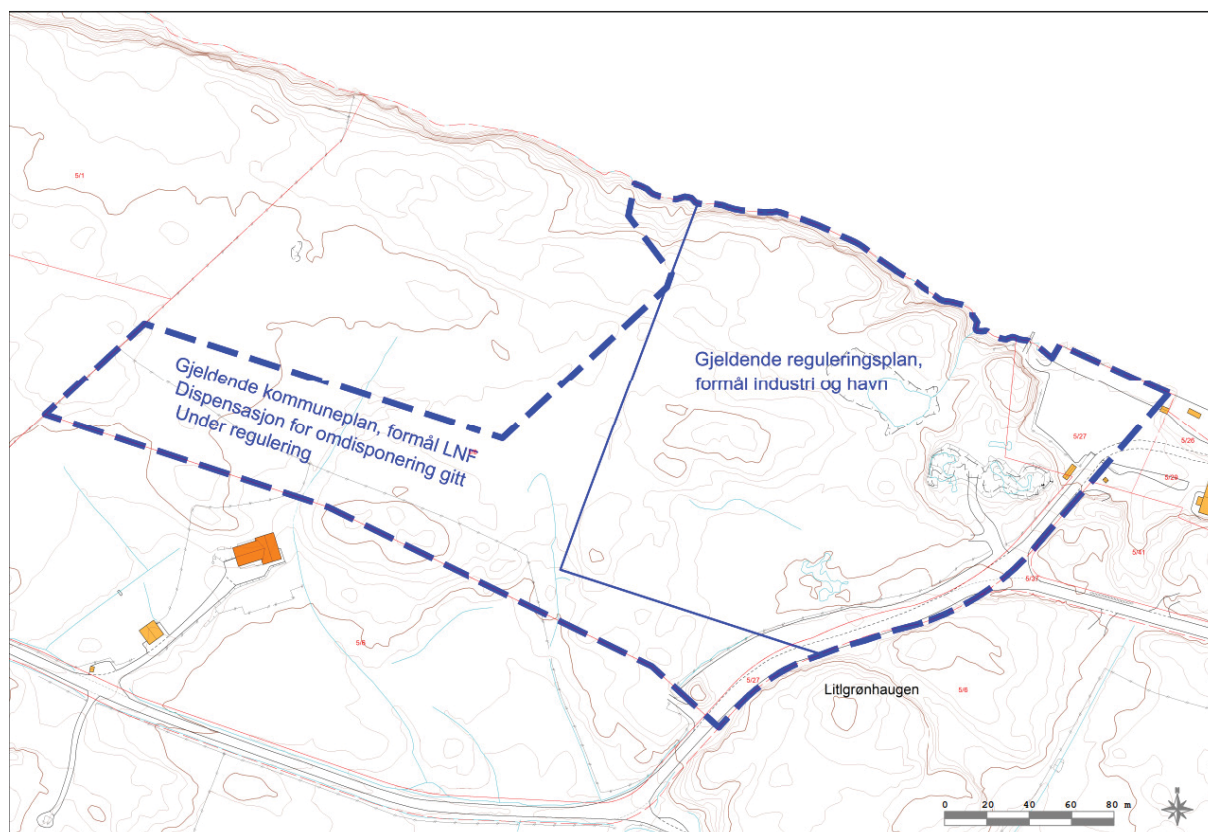 5/1
Gjeldende kommuneplan, formål LNF
Dispensasjon for omdisponering gitt
Under regulering
Gjeldende reguleringsplan,
formål industri og havn
5/27
5/26
5/41
5/6
5/27
Litlgrønhaugen
0 20 40 60 80 m